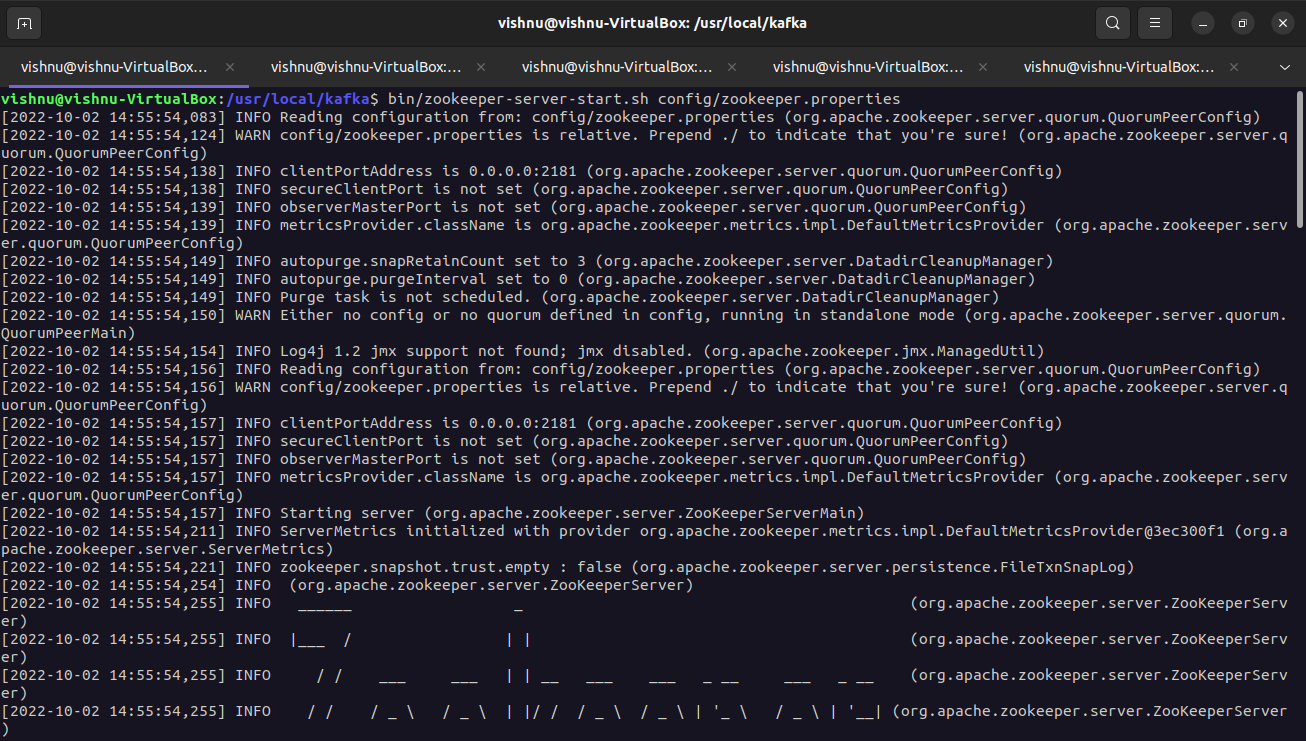 vishnu@vishnu-VirtualBox: /usr/local/kafka
vishnu@vishnu-VirtualBox... vishnu@vishnu-VirtualBox:... vishnu@vishnu-VirtualBox:... vishnu@vishnu-VirtualBox:... vishnu@vishnu-VirtualBox:...
vishnu@vishnu-VirtualBox:/usr/local/kafka$ bin/zookeeper-server-start.sh config/zookeeper.properties
[2022-10-02 14:55:54,083] INFO Reading configuration from: config/zookeeper.properties (org.apache.zookeeper.server.quorum.QuorumPeerConfig)
[2022-10-02 14:55:54,124] WARN config/zookeeper.properties is relative. Prepend ./ to indicate that you're sure! (org.apache.zookeeper.server.q
uorum.QuorumPeerConfig)
[2022-10-02 14:55:54,138] INFO clientPortAddress is 0.0.0.0:2181 (org.apache.zookeeper.server.quorum.QuorumPeerConfig)
[2022-10-02 14:55:54,138] INFO secureClientPort is not set (org.apache.zookeeper.server.quorum.QuorumPeerConfig)
[2022-10-02 14:55:54,139] INFO observerMasterPort is not set (org.apache.zookeeper.server.quorum.QuorumPeerConfig)
[2022-10-02 14:55:54,139] INFO metricsProvider.className is org.apache.zookeeper.metrics.impl.DefaultMetricsProvider (org.apache.zookeeper.serv
er.quorum.QuorumPeerConfig)
[2022-10-02 14:55:54,149] INFO autopurge.snapRetainCount set to 3 (org.apache.zookeeper.server.DatadirCleanupManager)
[2022-10-02 14:55:54,149] INFO autopurge.purgeInterval set to 0 (org.apache.zookeeper.server.DatadirCleanupManager)
[2022-10-02 14:55:54,149] INFO Purge task is not scheduled. (org.apache.zookeeper.server.DatadirCleanupManager)
[2022-10-02 14:55:54,150] WARN Either no config or no quorum defined in config, running in standalone mode (org.apache.zookeeper.server.quorum.
QuorumPeerMain)
[2022-10-02 14:55:54,154] INFO Log4j 1.2 jmx support not found; jmx disabled. (org.apache.zookeeper.jmx.ManagedUtil)
[2022-10-02 14:55:54,156] INFO Reading configuration from: config/zookeeper.properties (org.apache.zookeeper.server.quorum.QuorumPeerConfig)
[2022-10-02 14:55:54,156] WARN config/zookeeper.properties is relative. Prepend ./ to indicate that you're sure! (org.apache.zookeeper.server.q
uorum.QuorumPeerConfig)
[2022-10-02 14:55:54,157] INFO clientPortAddress is 0.0.0.0:2181 (org.apache.zookeeper.server.quorum.QuorumPeerConfig)
[2022-10-02 14:55:54,157] INFO secureClientPort is not set (org.apache.zookeeper.server.quorum.QuorumPeerConfig)
[2022-10-02 14:55:54,157] INFO observerMasterPort is not set (org.apache.zookeeper.server.quorum.QuorumPeerConfig)
[2022-10-02 14:55:54,157] INFO metricsProvider.className is org.apache.zookeeper.metrics.impl.DefaultMetricsProvider (org.apache.zookeeper.serv
er.quorum.QuorumPeerConfig)
[2022-10-02 14:55:54,157] INFO Starting server (org.apache.zookeeper.server.ZooKeeperServerMain)
[2022-10-02 14:55:54,211] INFO ServerMetrics initialized with provider org.apache.zookeeper.metrics.impl.DefaultMetricsProvider@3ec300f1 (org.a
pache.zookeeper.server.ServerMetrics)
[2022-10-02 14:55:54,221] INFO zookeeper.snapshot.trust.empty : false (org.apache.zookeeper.server.persistence.FileTxnSnapLog)
[2022-10-02 14:55:54,254] INFO  (org.apache.zookeeper.server.ZooKeeperServer)
[2022-10-02 14:55:54,255] INFO   ______                  _                                           (org.apache.zookeeper.server.ZooKeeperServ
er)
[2022-10-02 14:55:54,255] INFO  |___  /                 | |                                          (org.apache.zookeeper.server.ZooKeeperServ
er)
[2022-10-02 14:55:54,255] INFO     / /    ___     ___   | | __   ___    ___   _ __     ___   _ __    (org.apache.zookeeper.server.ZooKeeperServ
er)
[2022-10-02 14:55:54,255] INFO    / /    / _ \   / _ \  | |/ /  / _ \  / _ \ | '_ \   / _ \ | '__| (org.apache.zookeeper.server.ZooKeeperServer
)